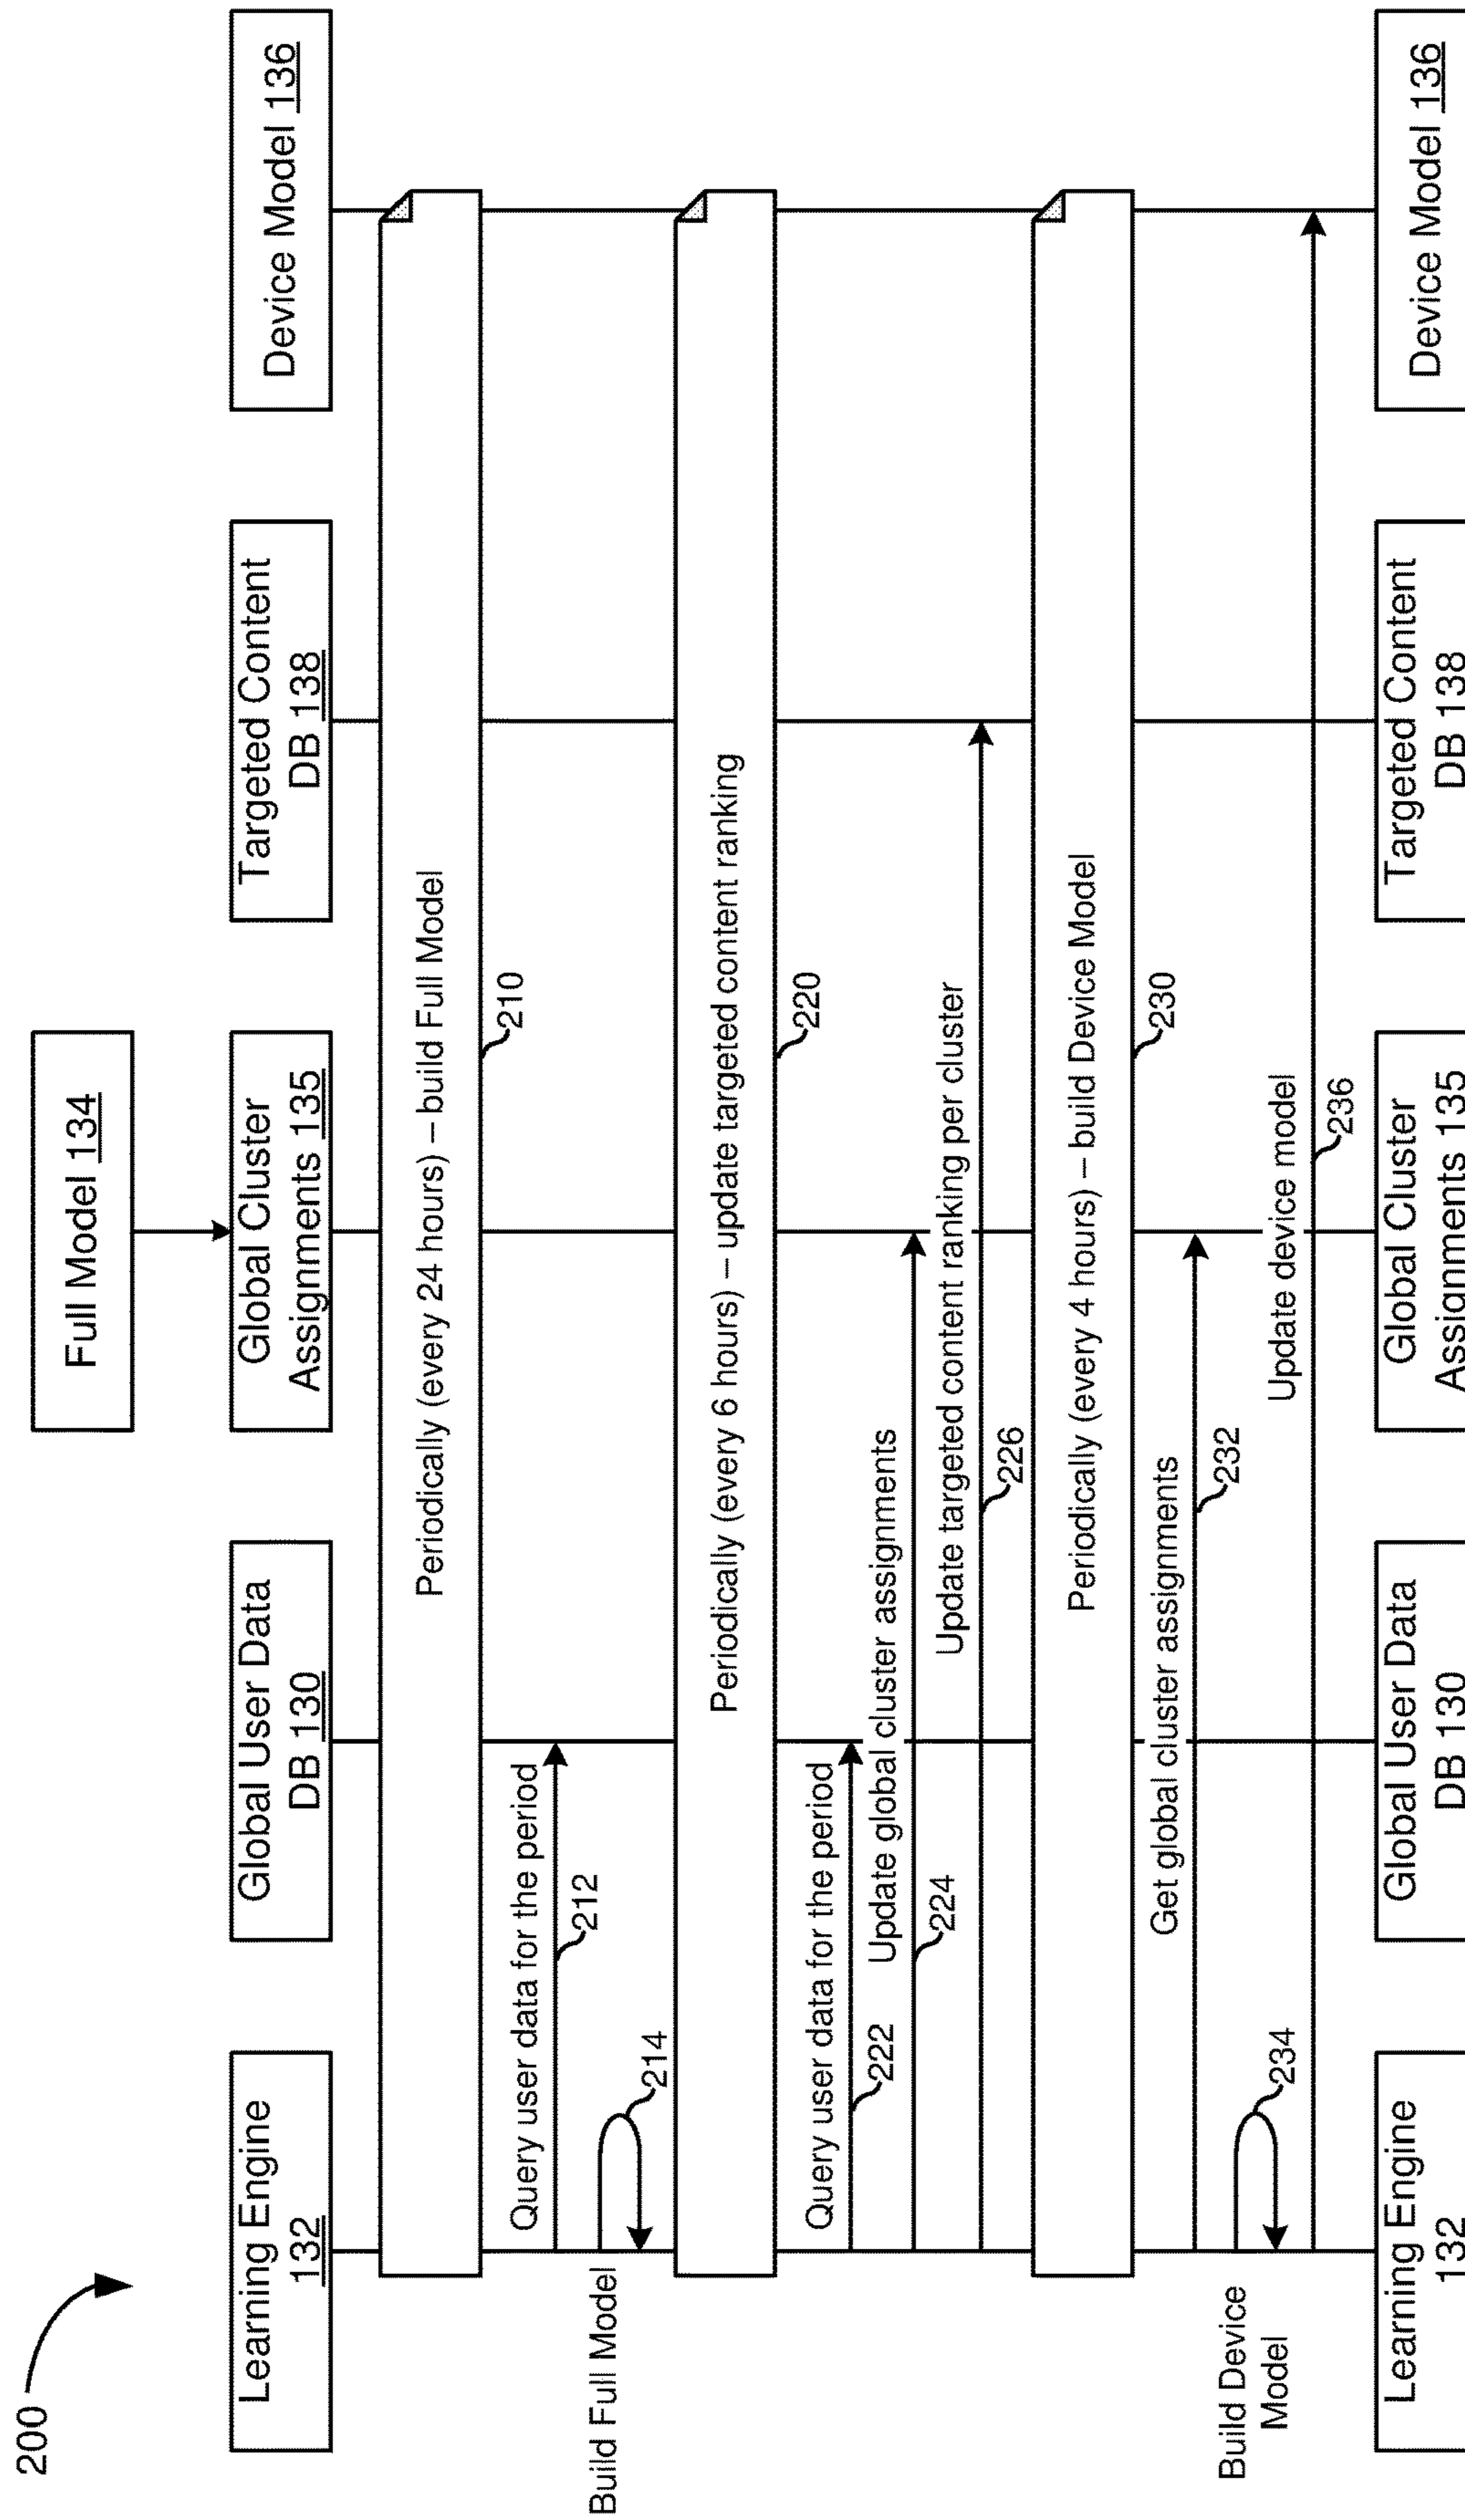 200
Full Model 134
Learning Engine
132
Global User Data
DB 130
Global Cluster
Assignments 135
Targeted Content
DB 138
Device Model 136
Periodically (every 24 hours) – build Full Model
210
Query user data for the period
212
Build Full Model
214
Periodically (every 6 hours) – update targeted content ranking
220
Query user data for the period
222
Update global cluster assignments
224
Update targeted content ranking per cluster
226
Periodically (every 4 hours) – build Device Model
230
Get global cluster assignments
232
Build Device
Model
234
Update device model
236
Learning Engine
132
Global User Data
DB 130
Global Cluster
Assignments 135
Targeted Content
DB 138
Device Model 136